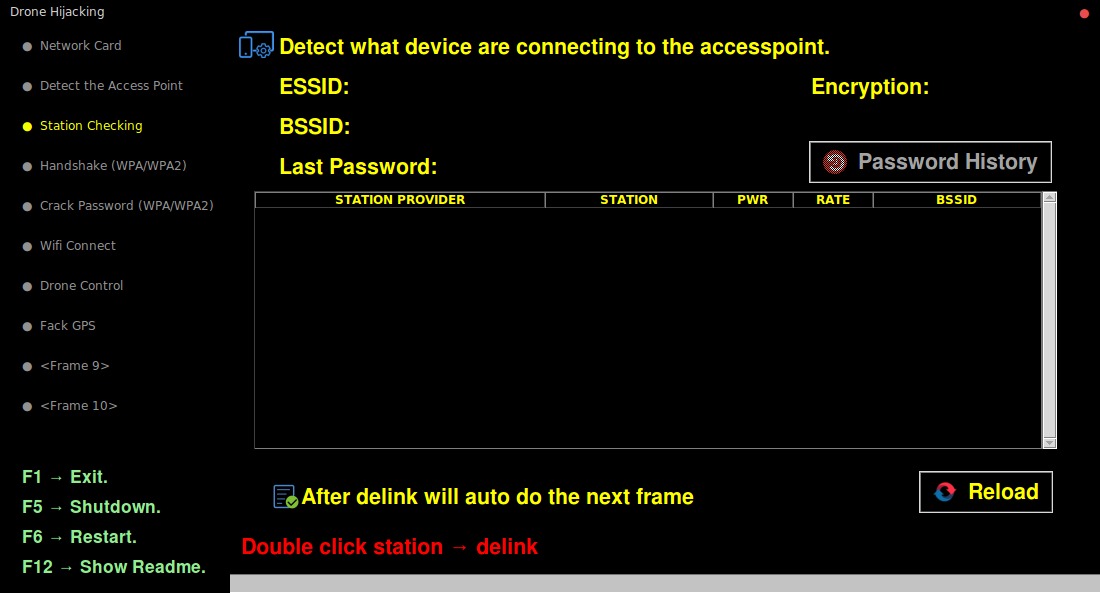 Drone Hijacking
● Network Card
● Detect the Access Point
● Station Checking
● Handshake (WPA/WPA2)
● Crack Password (WPA/WPA2)
● Wifi Connect
● Drone Control
● Fack GPS
● <Frame 9>
● <Frame 10>
F1 → Exit.
F5 → Shutdown.
F6 → Restart.
F12 → Show Readme.
Detect what device are connecting to the accesspoint.
ESSID:
Encryption:
BSSID:
Last Password:
Password History
STATION PROVIDER STATION PWR RATE BSSID
After delink will auto do the next frame
Reload
Double click station → delink